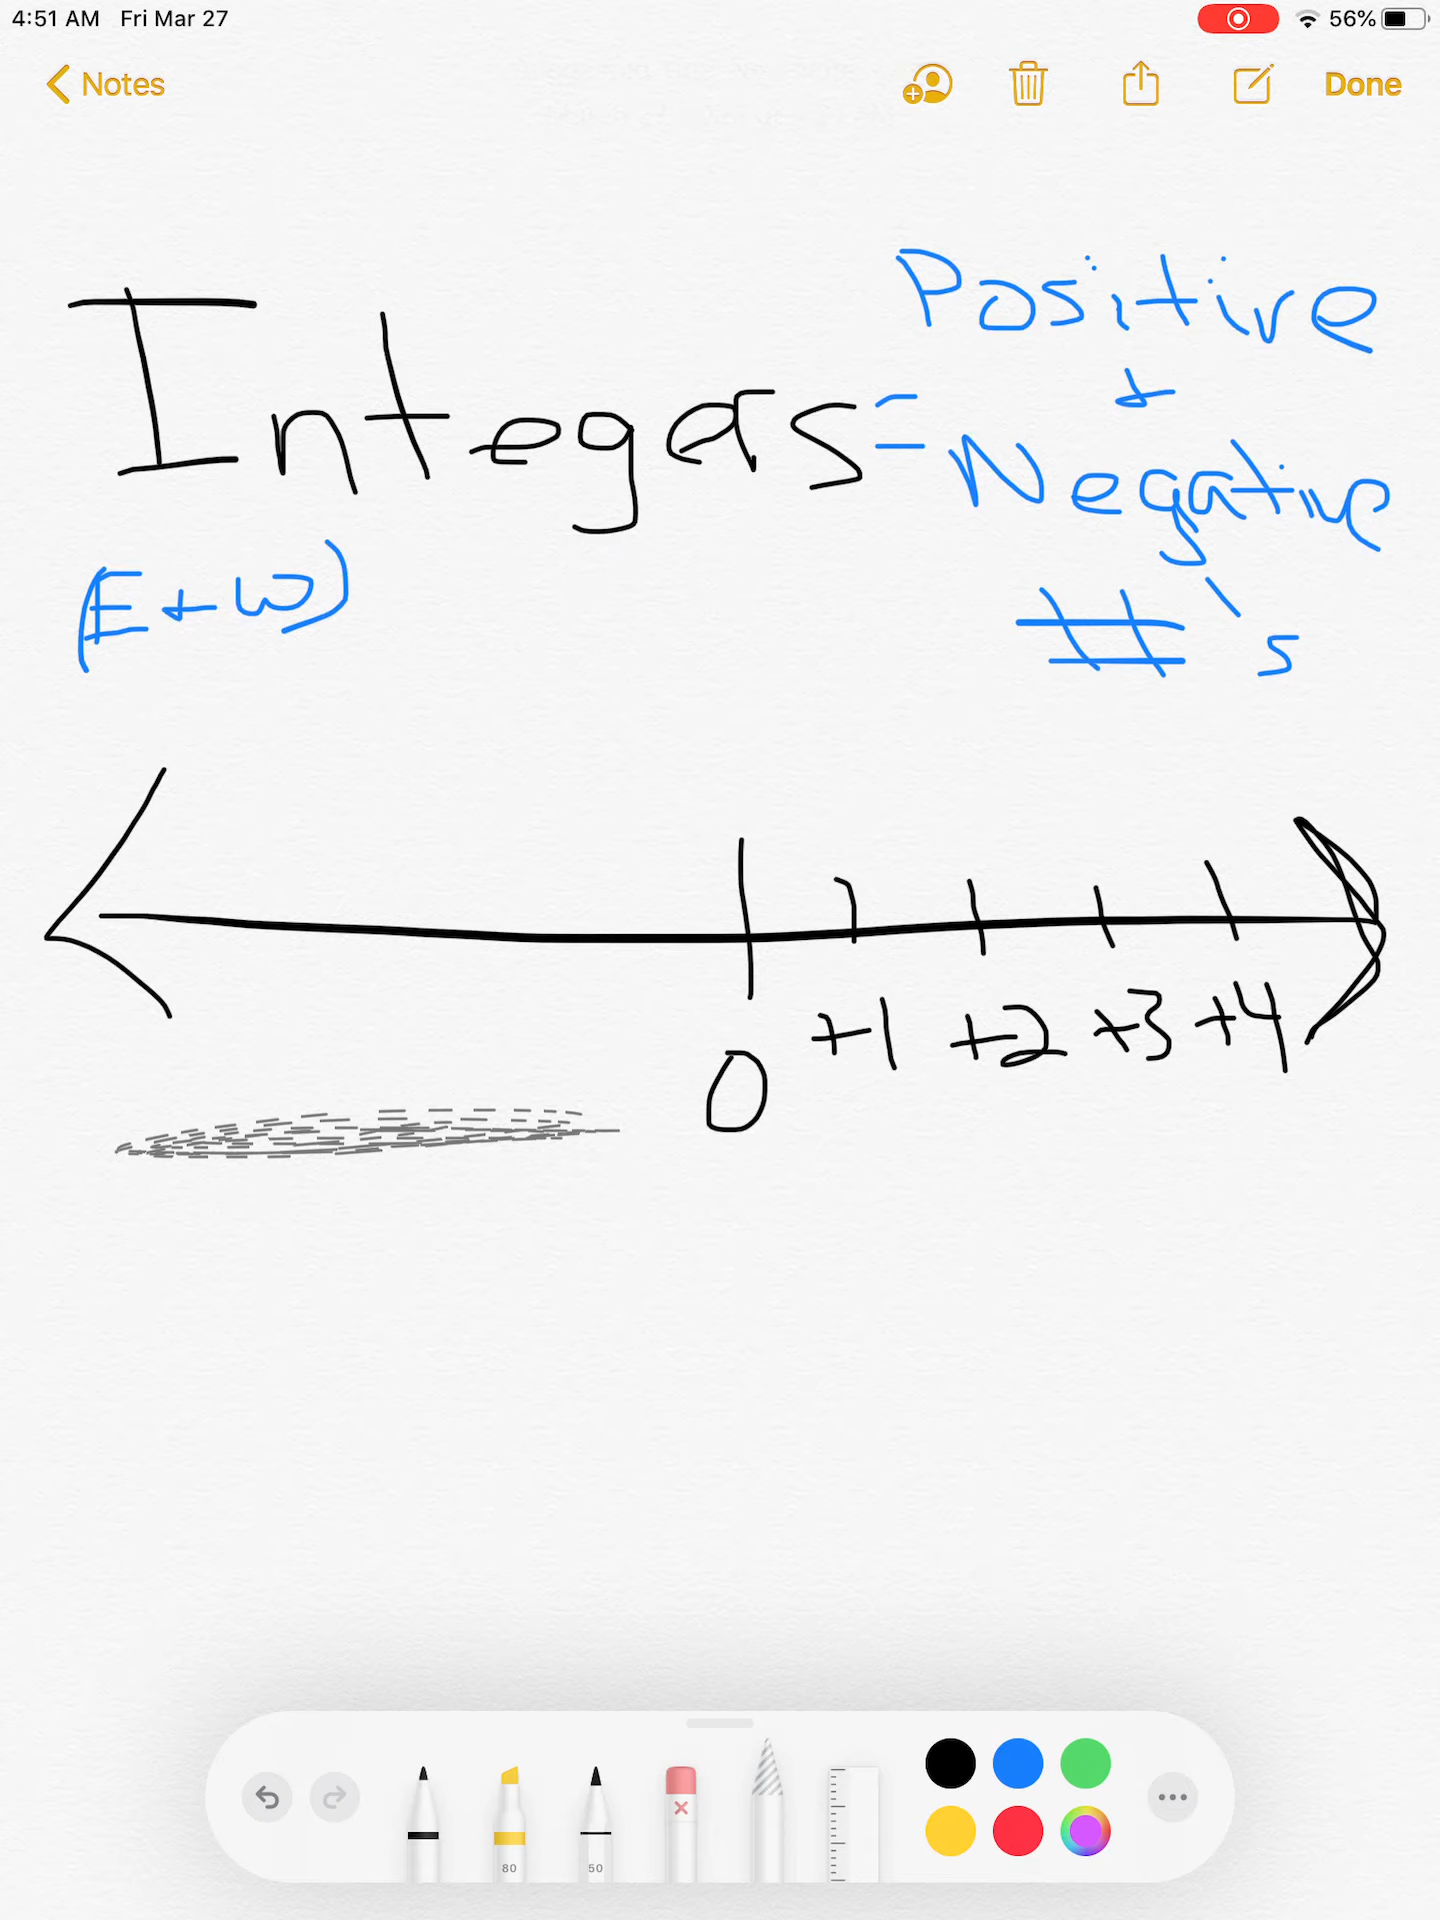 4:51 AM Fri Mar 27 56%
Notes Done
Integers = Positive
+
Negative
#'s
(E+W)
0 +1 +2 +3 +4
80 50